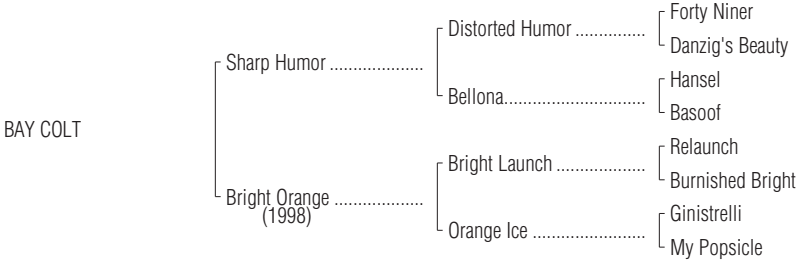 Forty Niner
Distorted Humor ...............
Danzig's Beauty
Sharp Humor ....................
Hansel
Bellona..............................
Basoof
BAY COLT
Relaunch
Bright Launch ...................
Burnished Bright
Bright Orange ...................
(1998)
Ginistrelli
Orange Ice ........................
My Popsicle